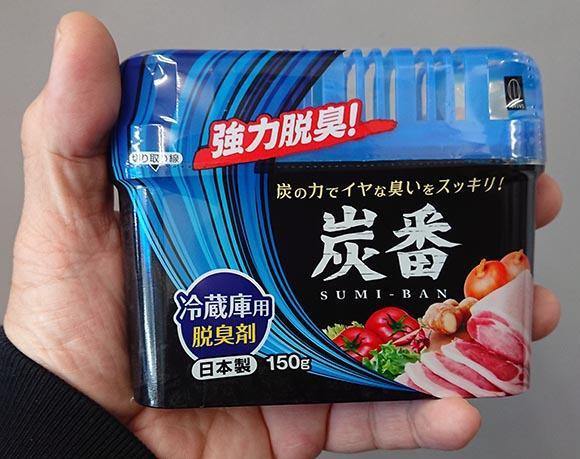 強力脱臭!
切り取り線
炭の力でイヤな臭いをスッキリ!
炭番
SUMI-BAN
冷蔵庫用
脱臭剤
日本製
150g